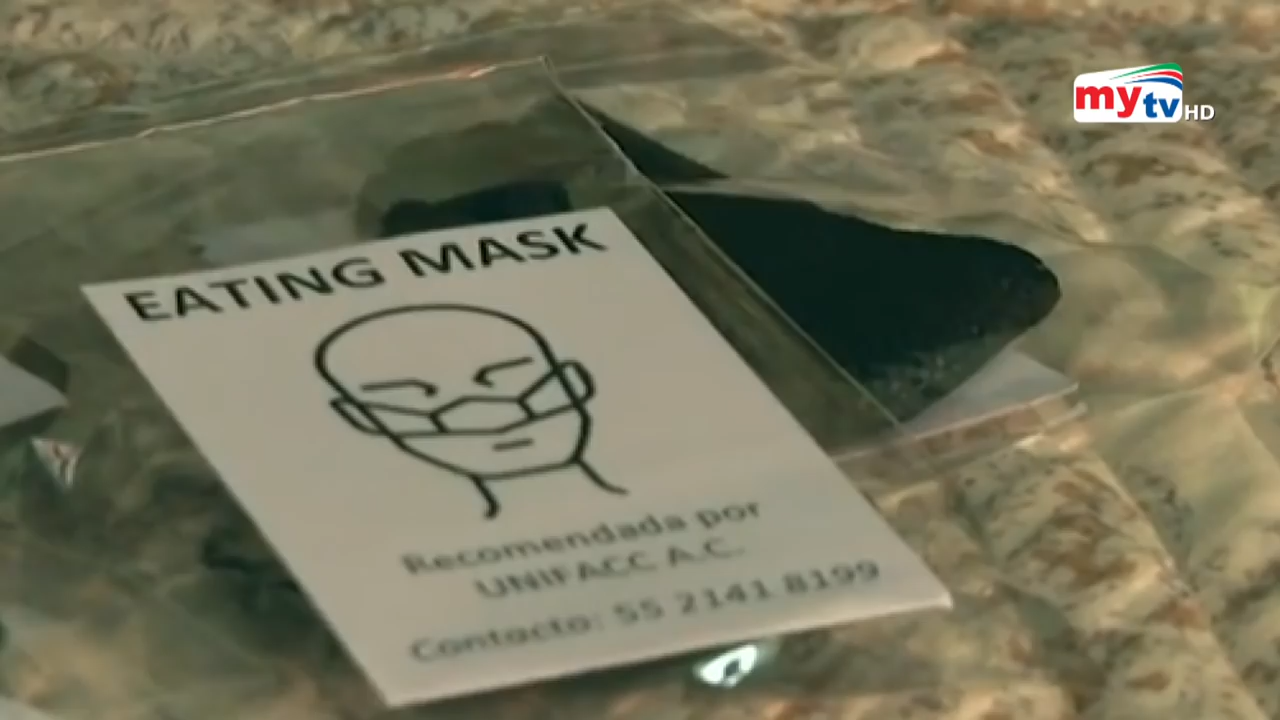 mytv HD
EATING MASK
Recomendada por
UNIFACC A.C.
Contacto: 55 2141 8199